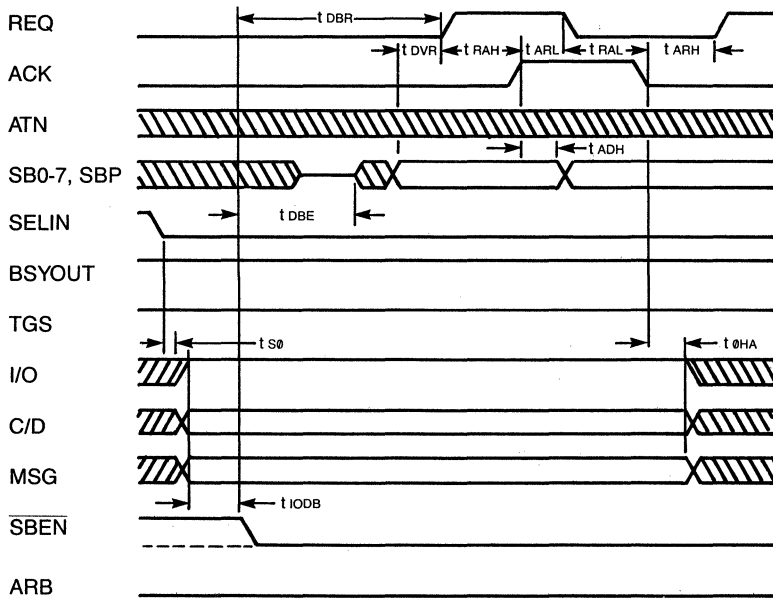 REQ
t DBR
t DVR t RAH t ARL t RAL t ARH
ACK
ATN
t ADH
SB0-7, SBP
t DBE
SELIN
BSYOUT
TGS
t SØ
t ØHA
I/O
C/D
MSG
t IODB
SBEN
ARB